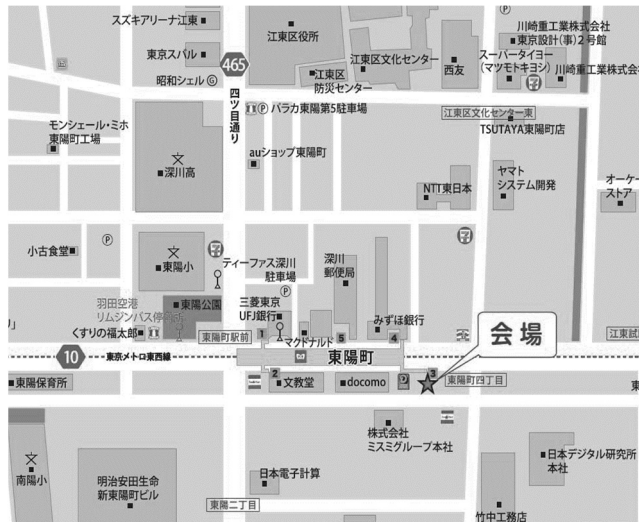 スズキアリーナ江東
東京スバル
昭和シェル
465
四ツ目通り
江東区役所
江東区
防災センター
江東区文化センター
西友
P
川崎重工業株式会社
東京設計(事)2号館
スーパータイヨー
(マツモトキヨシ)
川崎重工業株式会社
P パラカ東陽第5駐車場
江東区文化センター東
TSUTAYA東陽町店
モンシェール・ミホ
東陽町工場
文
深川高
auショップ東陽町
NTT東日本
ヤマト
システム開発
オーケー
ストア
小古食堂
P
文
東陽小
ティーファス深川
駐車場
P
深川
郵便局
羽田空港
リムジンバス停
東陽公園
くすりの福太郎
三菱東京
UFJ銀行
みずほ銀行
東陽町駅前
1
マクドナルド
5
4
会場
江東試
10
東京メトロ東西線
東陽町
東陽保育所
2
文教堂
docomo
3
東陽町四丁目
東
株式会社
ミスミグループ本社
文
南陽小
明治安田生命
新東陽町ビル
日本電子計算
日本デジタル研究所
本社
東陽二丁目
竹中工務店